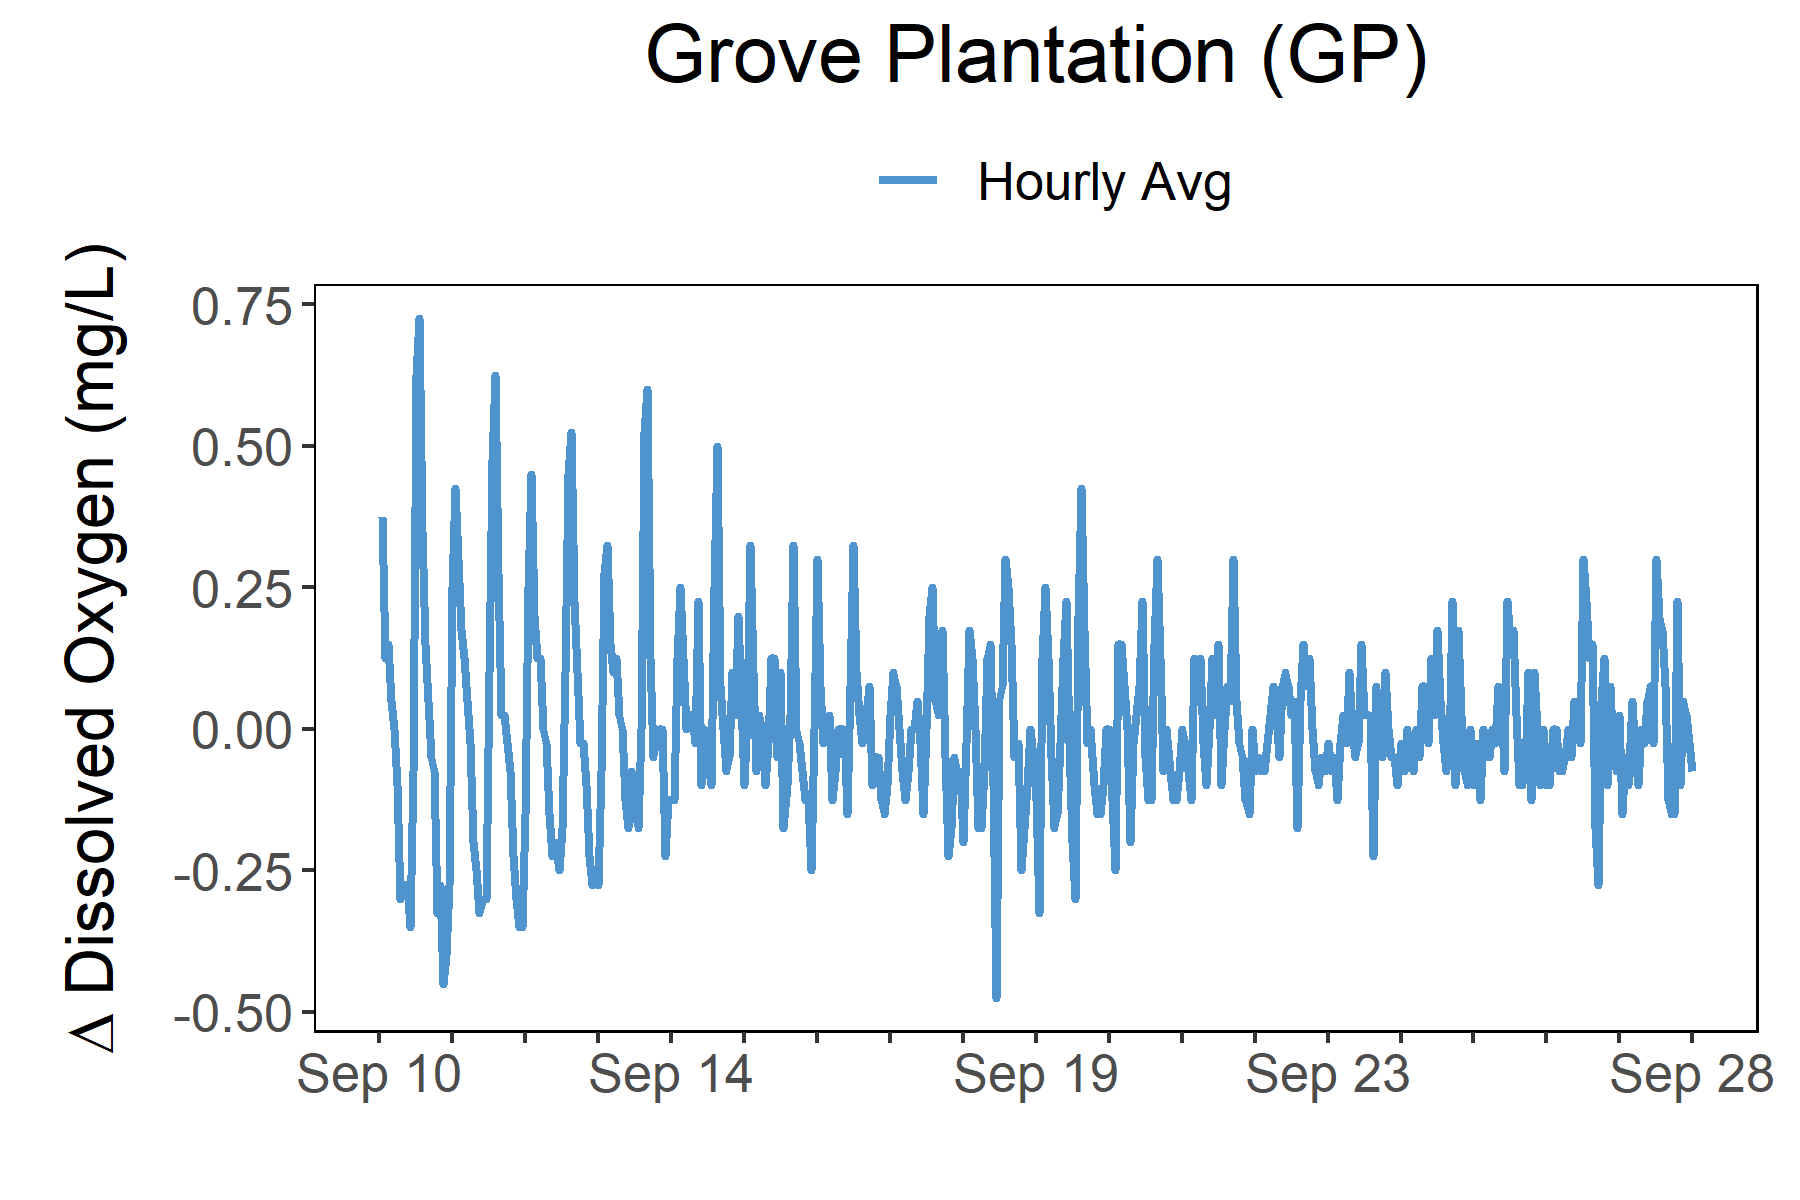 Grove Plantation (GP)
Hourly Avg
Δ Dissolved Oxygen (mg/L)
0.75
0.50
0.25
0.00
-0.25
-0.50
Sep 10 Sep 14 Sep 19 Sep 23 Sep 28